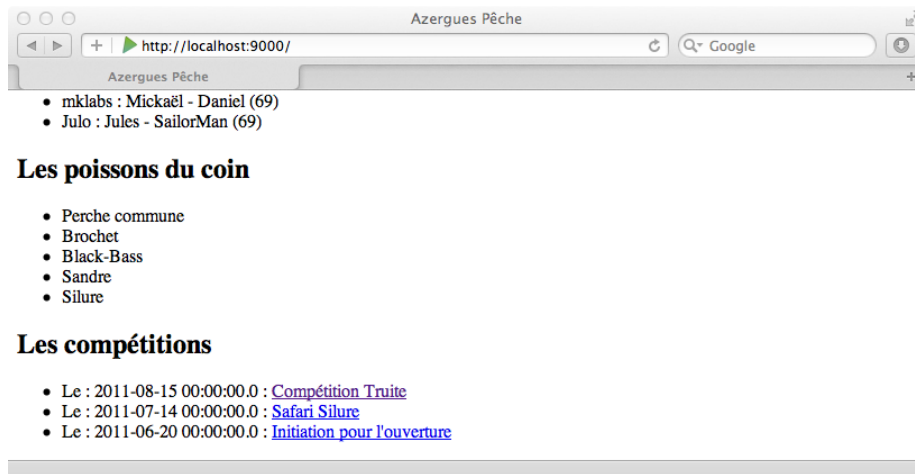 Azergues Pêche
http://localhost:9000/
Google
Azergues Pêche
mklabs : Mickaël - Daniel (69)
Julo : Jules - SailorMan (69)
Les poissons du coin
Perche commune
Brochet
Black-Bass
Sandre
Silure
Les compétitions
Le : 2011-08-15 00:00:00.0 : Compétition Truite
Le : 2011-07-14 00:00:00.0 : Safari Silure
Le : 2011-06-20 00:00:00.0 : Initiation pour l'ouverture